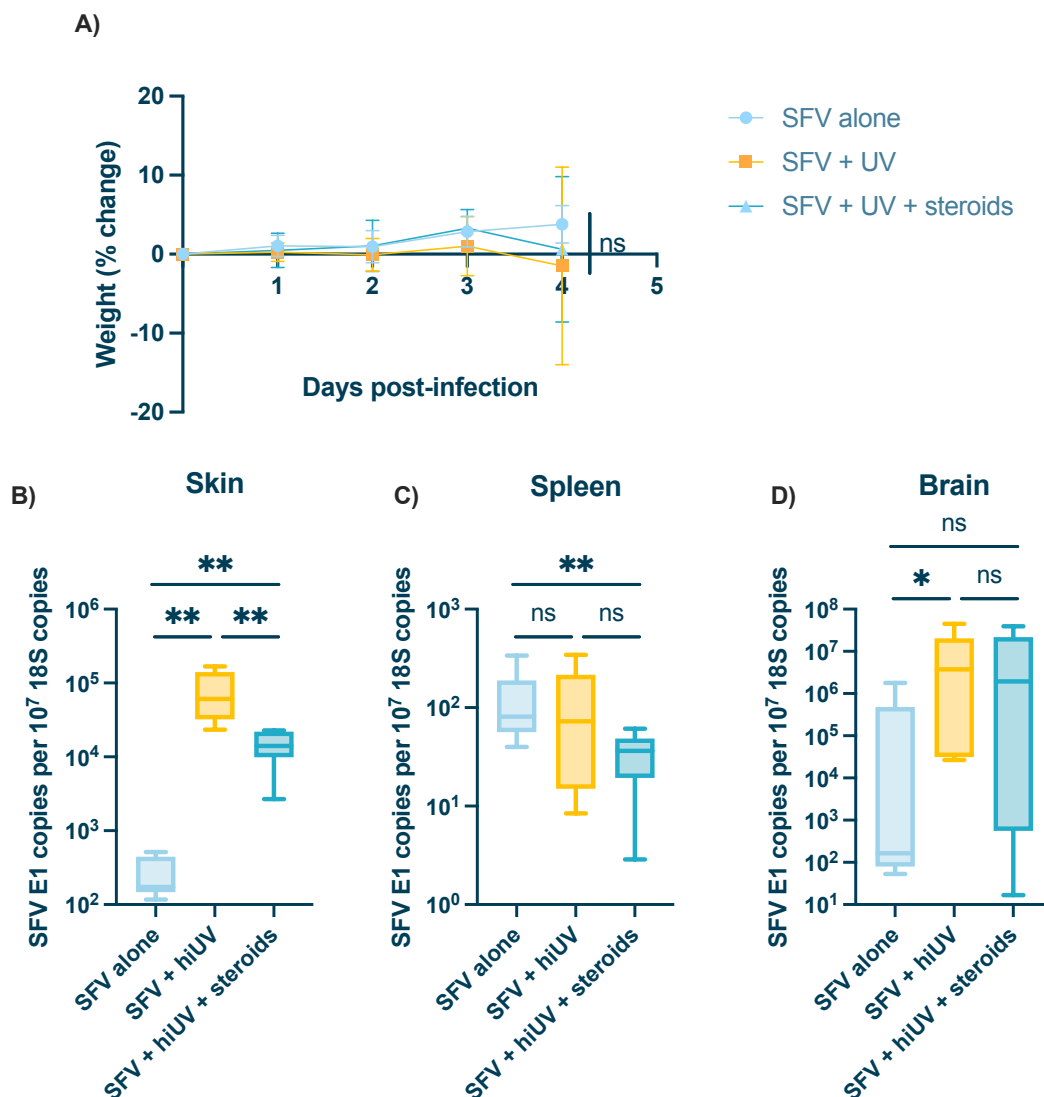 A)
20
10
0
-10
-20
Weight (% change)
1
2
3
4
5
ns
Days post-infection
SFV alone
SFV + UV
SFV + UV + steroids
B)
Skin
**
**
**
SFV E1 copies per 10⁷ 18S copies
10⁶
10⁵
10⁴
10³
10²
SFV alone
SFV + hiUV
SFV + hiUV + steroids
C)
Spleen
**
ns
ns
SFV E1 copies per 10⁷ 18S copies
10³
10²
10¹
10⁰
SFV alone
SFV + hiUV
SFV + hiUV + steroids
D)
Brain
ns
*
ns
SFV E1 copies per 10⁷ 18S copies
10⁸
10⁷
10⁶
10⁵
10⁴
10³
10²
10¹
SFV alone
SFV + hiUV
SFV + hiUV + steroids